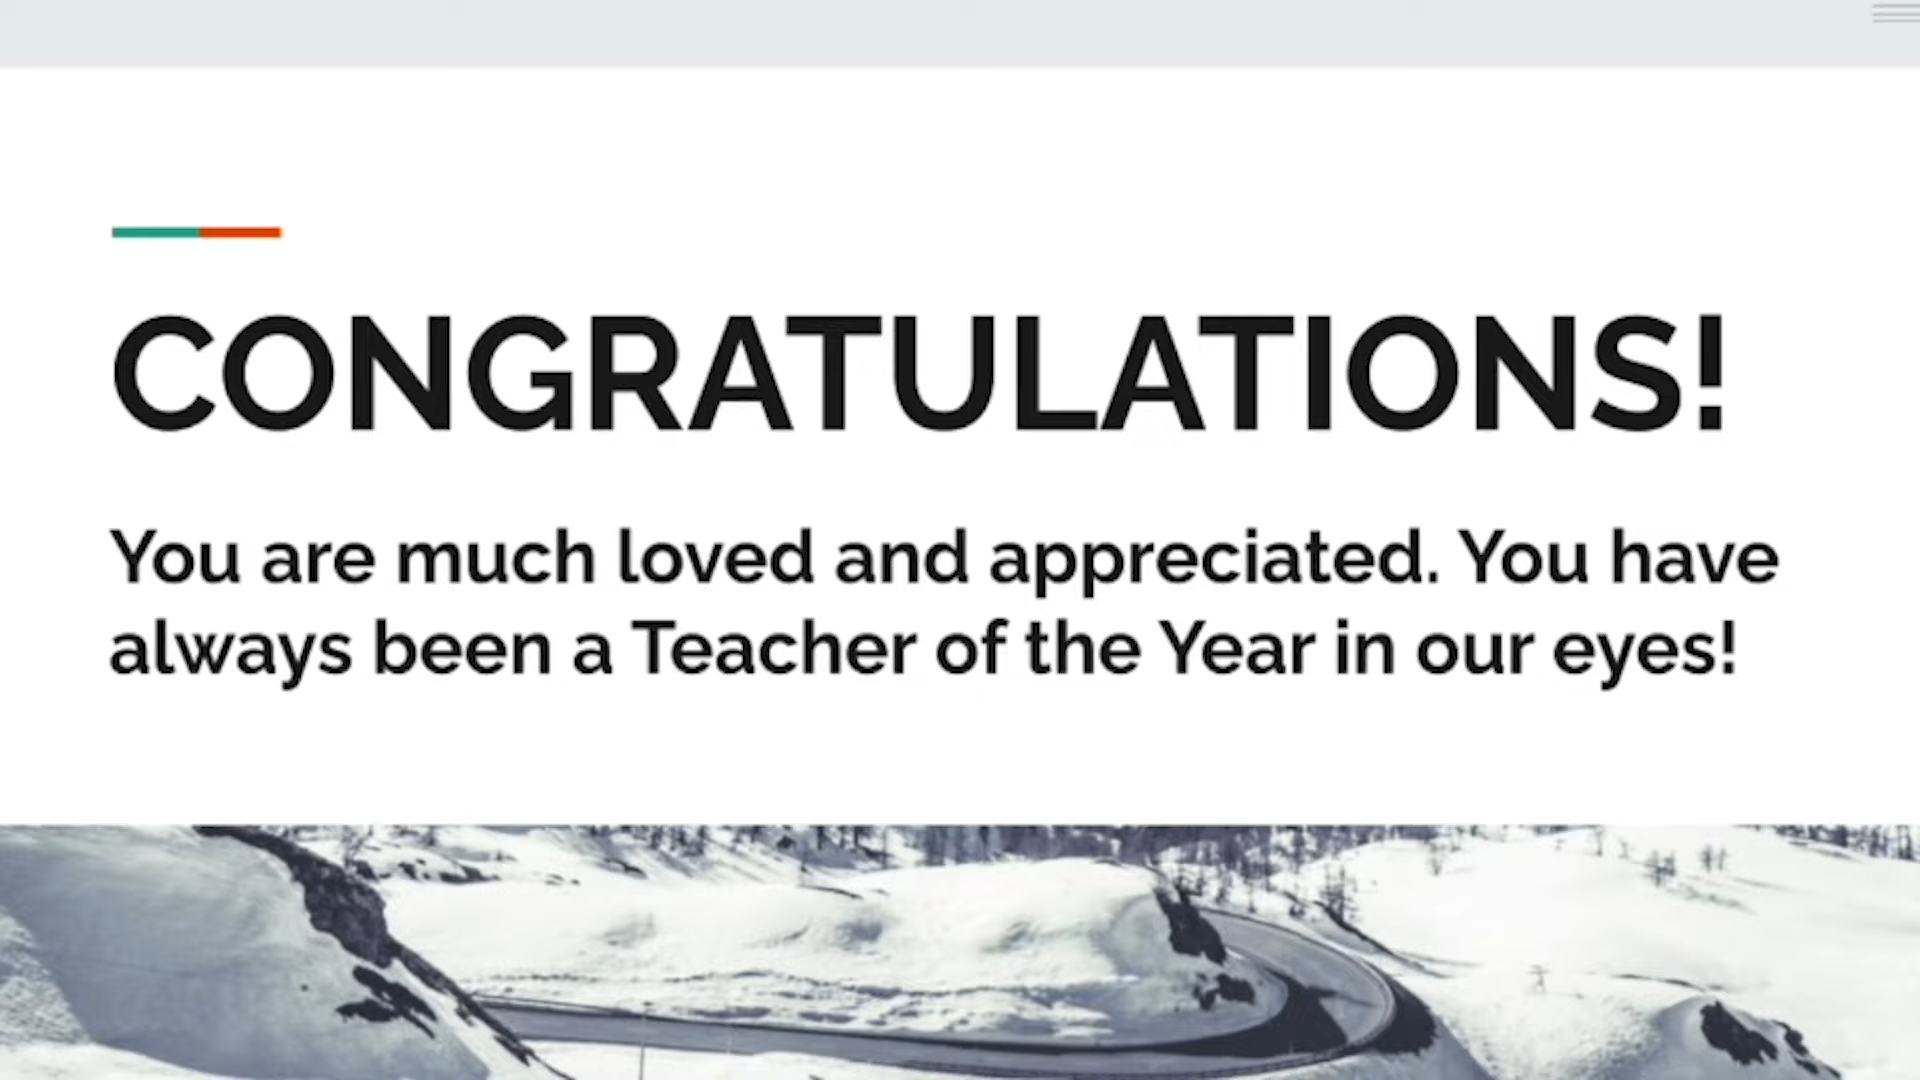 CONGRATULATIONS!
You are much loved and appreciated. You have
always been a Teacher of the Year in our eyes!